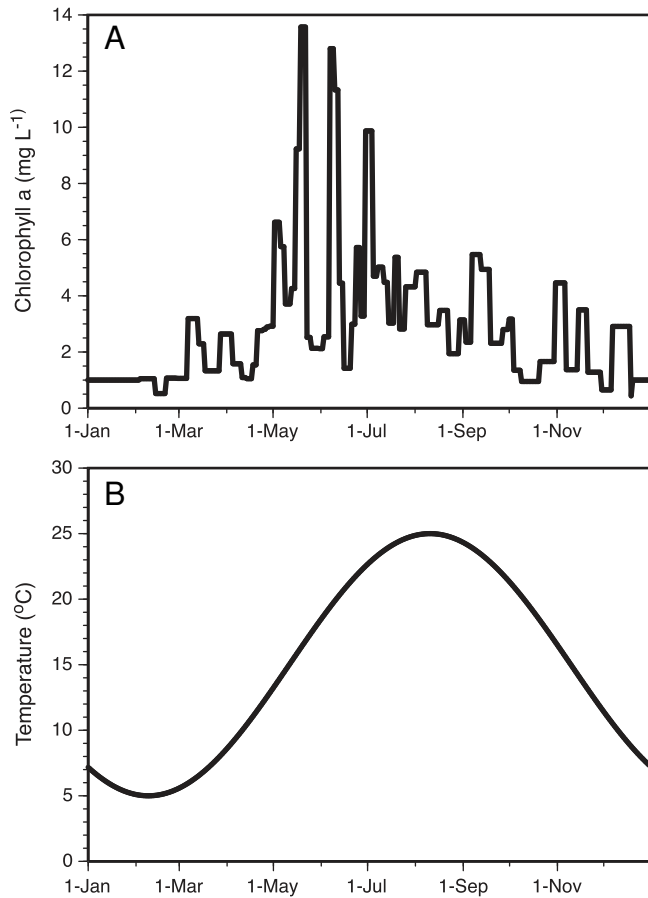 A
Chlorophyll a (mg L⁻¹)
14
12
10
8
6
4
2
0
1-Jan 1-Mar 1-May 1-Jul 1-Sep 1-Nov
B
Temperature (ºC)
30
25
20
15
10
5
0
1-Jan 1-Mar 1-May 1-Jul 1-Sep 1-Nov